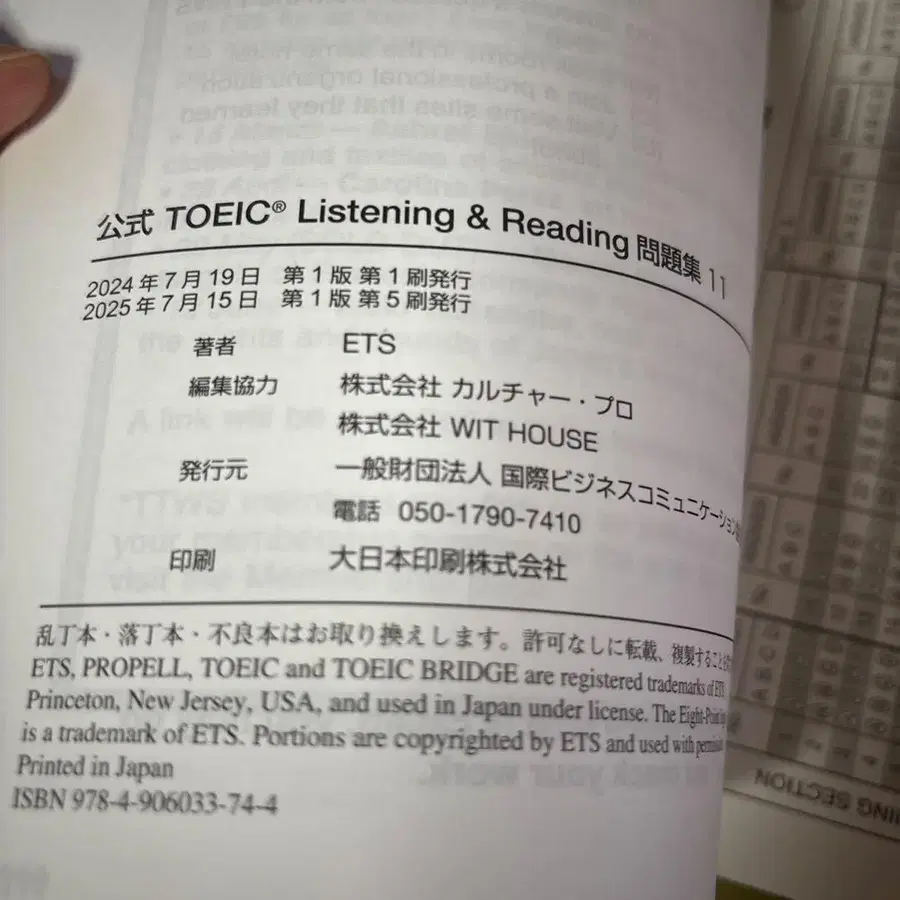 公式 TOEIC® Listening & Reading 問題集 11
2024年7月19日 第1版 第1刷発行
2025年7月15日 第1版 第5刷発行
著者 ETS
編集協力 株式会社 カルチャー・プロ
株式会社 WIT HOUSE
発行元 一般財団法人 国際ビジネスコミュニケーション
電話 050-1790-7410
印刷 大日本印刷株式会社
乱丁本・落丁本・不良本はお取り換えします。許可なしに転載、複製すること
ETS, PROPELL, TOEIC and TOEIC BRIDGE are registered trademarks of ETS
Princeton, New Jersey, USA, and used in Japan under license. The Eight-Point
is a trademark of ETS. Portions are copyrighted by ETS and used with permission
Printed in Japan
ISBN 978-4-906033-74-4